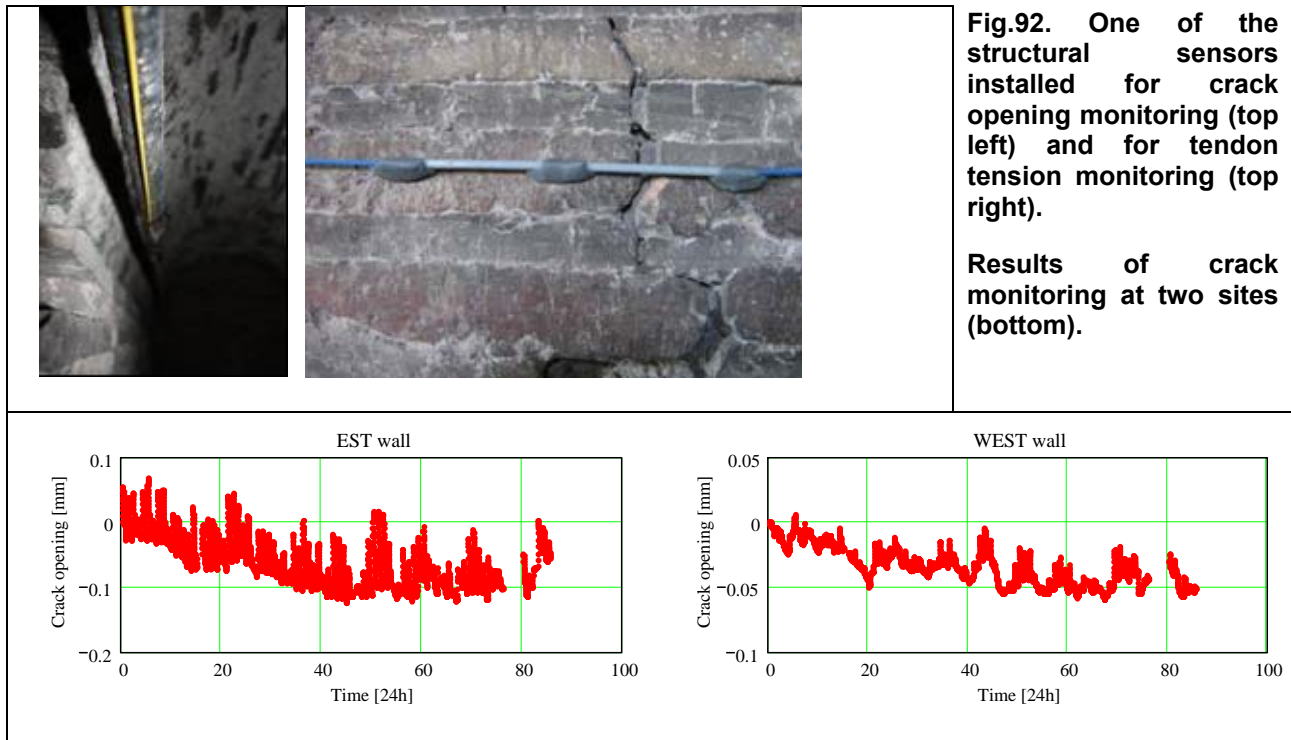 Fig.92. One of the
structural sensors
installed for crack
opening monitoring (top
left) and for tendon
tension monitoring (top
right).
Results of crack
monitoring at two sites
(bottom).
EST wall
0.1
0
−0.1
−0.2
Crack opening [mm]
0 20 40 60 80 100
Time [24h]
WEST wall
0.05
0
−0.05
−0.1
Crack opening [mm]
0 20 40 60 80 100
Time [24h]